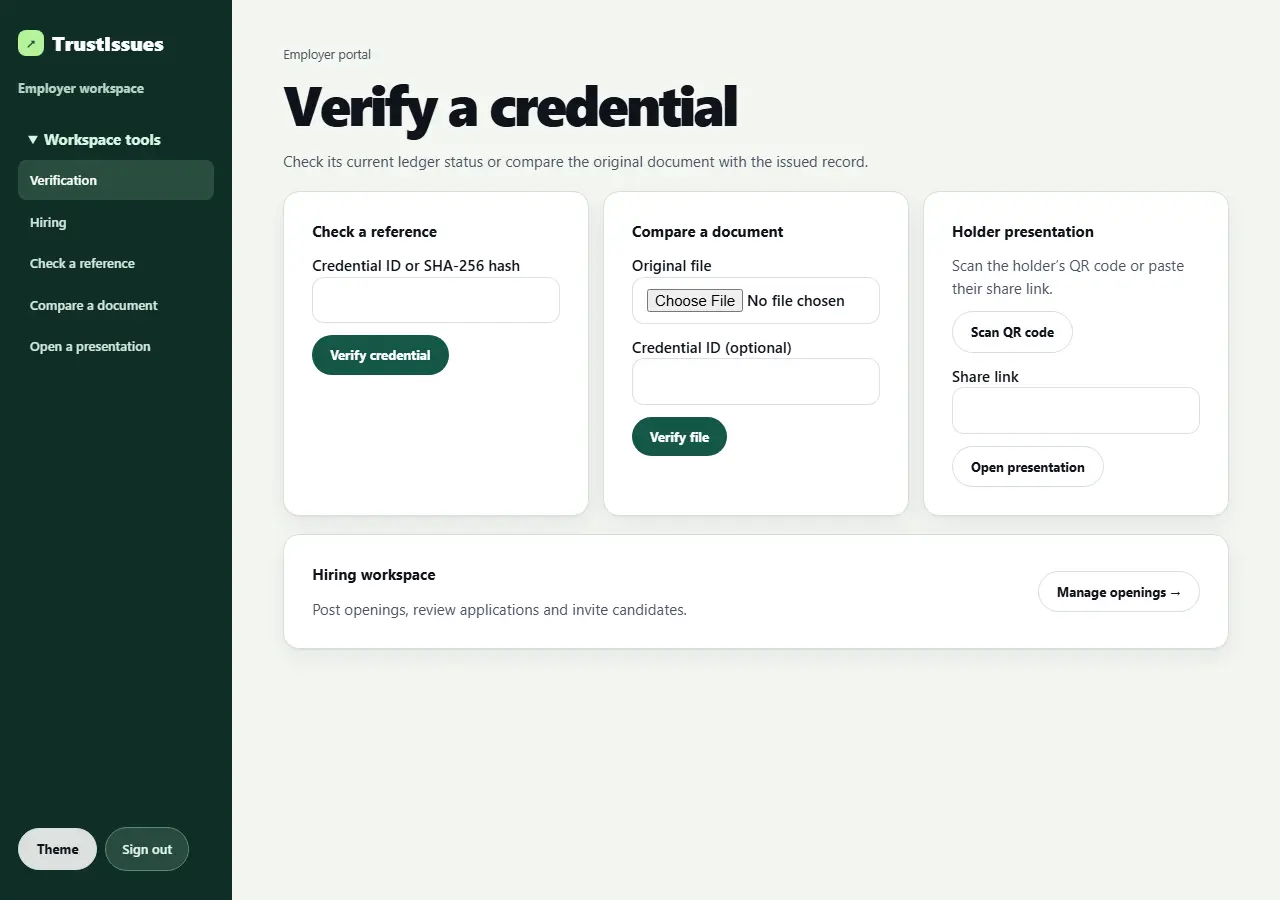 TrustIssues
Employer workspace
▼ Workspace tools
Verification
Hiring
Check a reference
Compare a document
Open a presentation
Theme
Sign out
Employer portal
Verify a credential
Check its current ledger status or compare the original document with the issued record.
Check a reference
Credential ID or SHA-256 hash
Verify credential
Compare a document
Original file
Choose File No file chosen
Credential ID (optional)
Verify file
Holder presentation
Scan the holder’s QR code or paste
their share link.
Scan QR code
Share link
Open presentation
Hiring workspace
Post openings, review applications and invite candidates.
Manage openings →